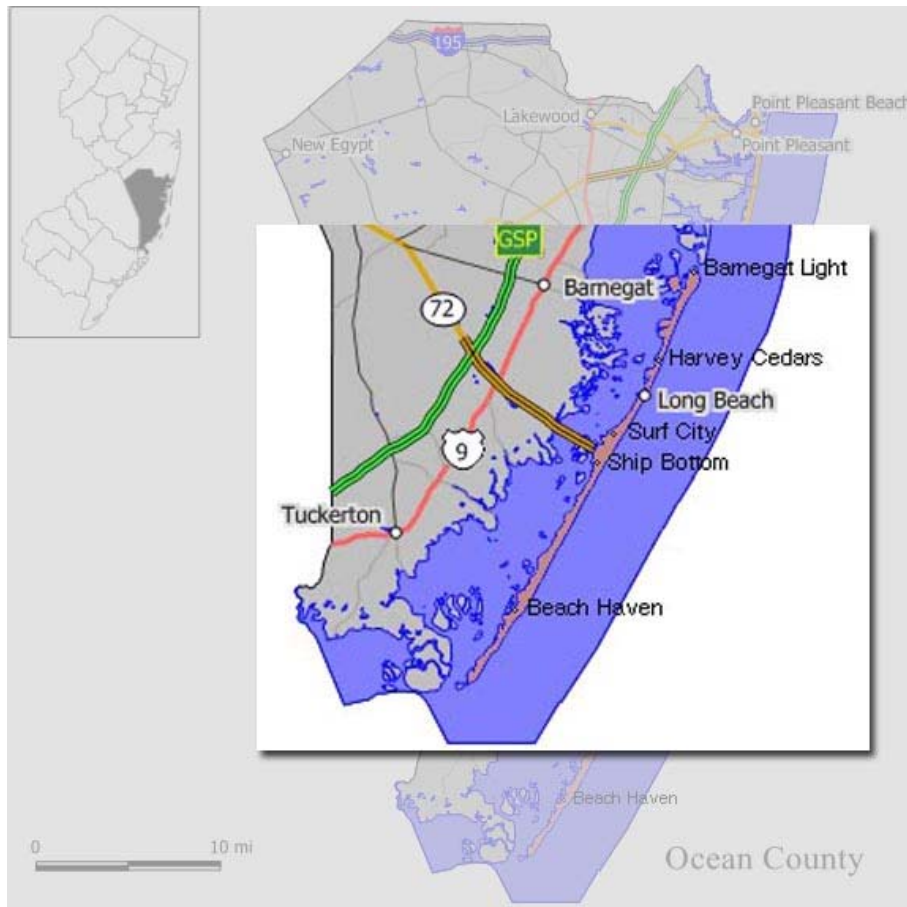 195
Lakewood
Point Pleasant Beach
Point Pleasant
New Egypt
GSP
Barnegat Light
Barnegat
72
Harvey Cedars
Long Beach
Surf City
9
Ship Bottom
Tuckerton
Beach Haven
Beach Haven
0 10 mi
Ocean County